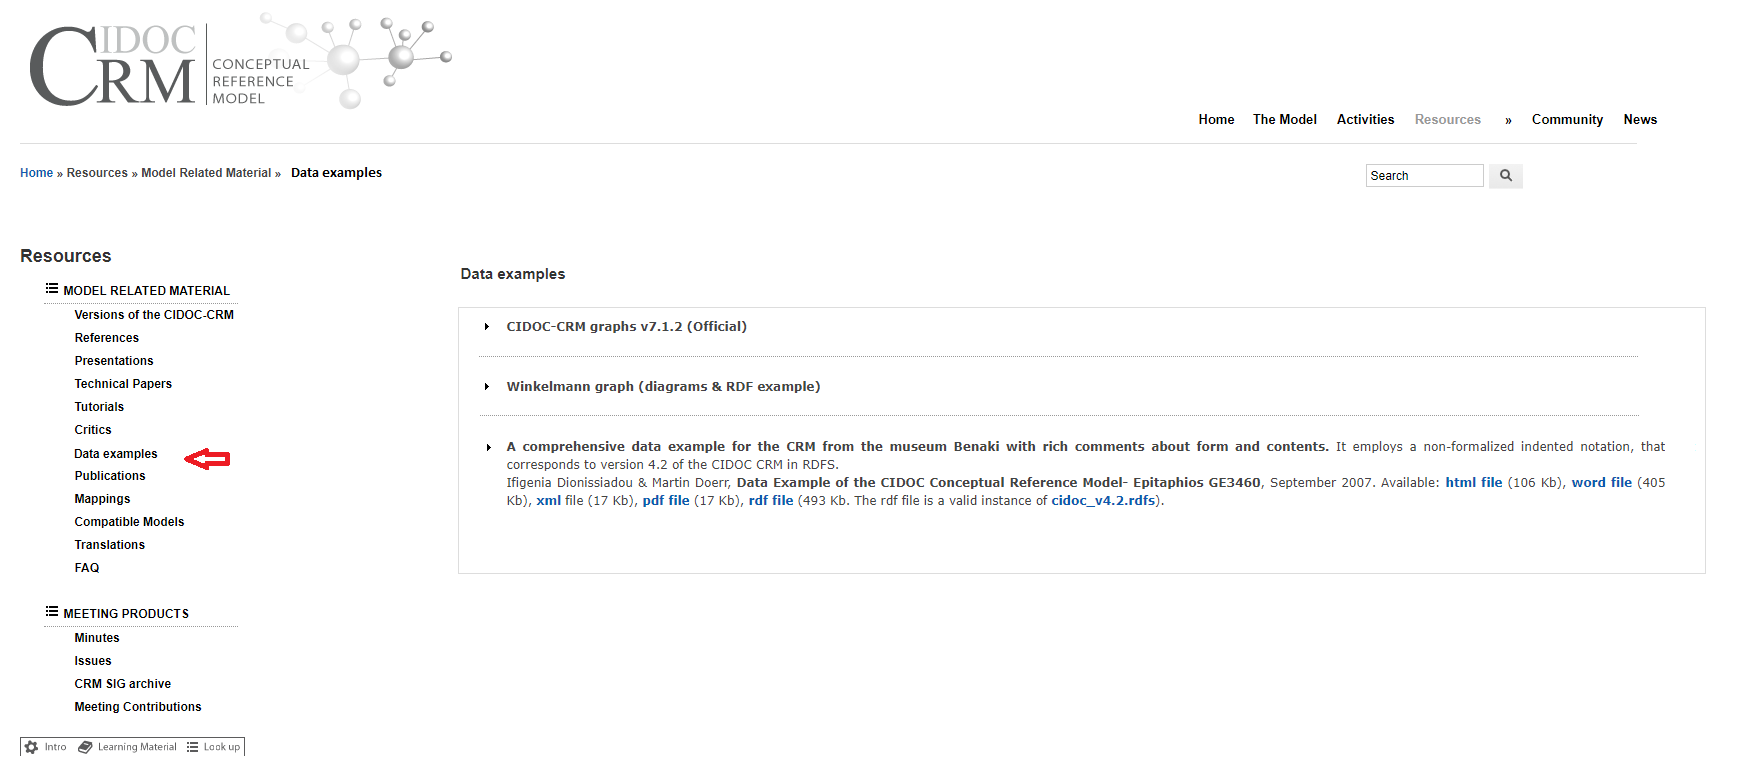 CIDOC
CRM
CONCEPTUAL
REFERENCE
MODEL
Home The Model Activities Resources » Community News
Home » Resources » Model Related Material » Data examples
Search
Resources
MODEL RELATED MATERIAL
Versions of the CIDOC-CRM
References
Presentations
Technical Papers
Tutorials
Critics
Data examples
Publications
Mappings
Compatible Models
Translations
FAQ
MEETING PRODUCTS
Minutes
Issues
CRM SIG archive
Meeting Contributions
Intro Learning Material Look up
Data examples
CIDOC-CRM graphs v7.1.2 (Official)
Winkelmann graph (diagrams & RDF example)
A comprehensive data example for the CRM from the museum Benaki with rich comments about form and contents. It employs a non-formalized indented notation, that
corresponds to version 4.2 of the CIDOC CRM in RDFS.
Ifigenia Dionissiadou & Martin Doerr, Data Example of the CIDOC Conceptual Reference Model- Epitaphios GE3460, September 2007. Available: html file (106 Kb), word file (405
Kb), xml file (17 Kb), pdf file (17 Kb), rdf file (493 Kb. The rdf file is a valid instance of cidoc_v4.2.rdfs).